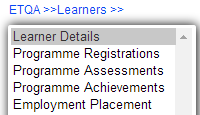 ETQA >>Learners >>
Learner Details
Programme Registrations
Programme Assessments
Programme Achievements
Employment Placement